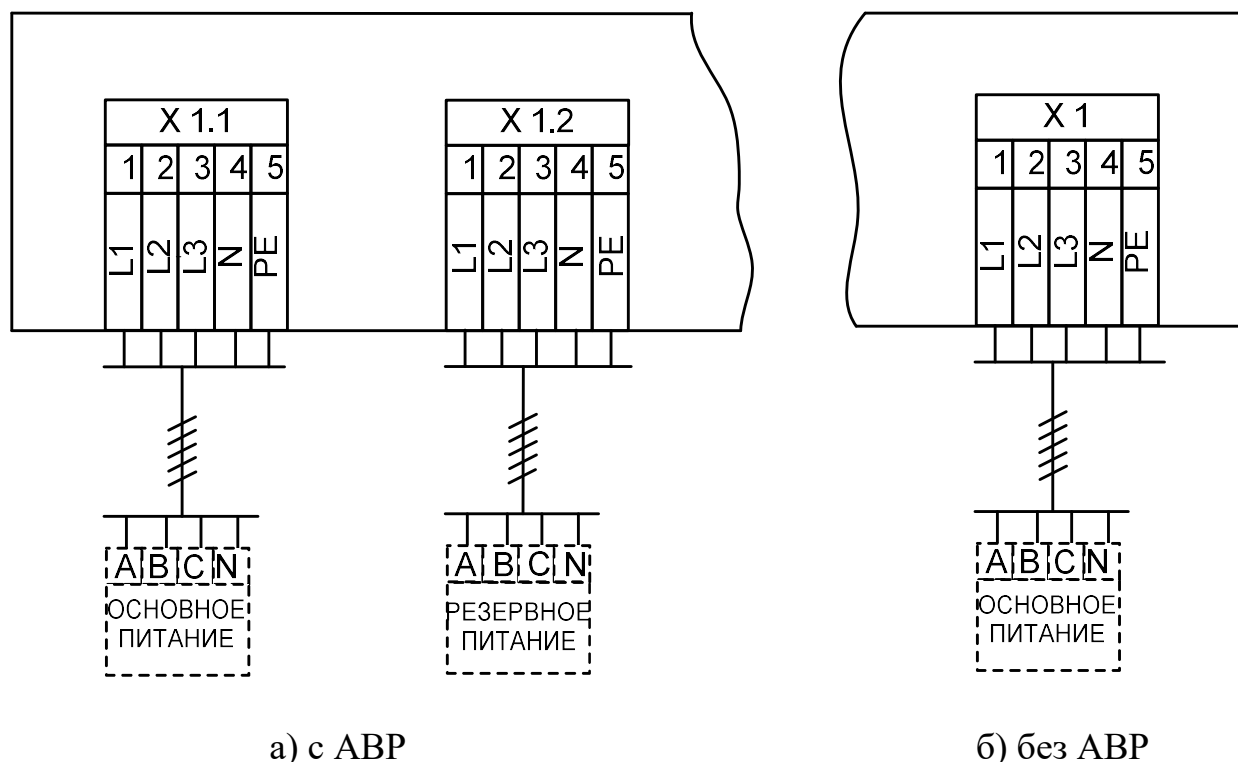 X 1.1
1 2 3 4 5
L1 L2 L3 N PE
A B C N
ОСНОВНОЕ
ПИТАНИЕ
X 1.2
1 2 3 4 5
L1 L2 L3 N PE
A B C N
РЕЗЕРВНОЕ
ПИТАНИЕ
а) с АВР
X 1
1 2 3 4 5
L1 L2 L3 N PE
A B C N
ОСНОВНОЕ
ПИТАНИЕ
б) без АВР